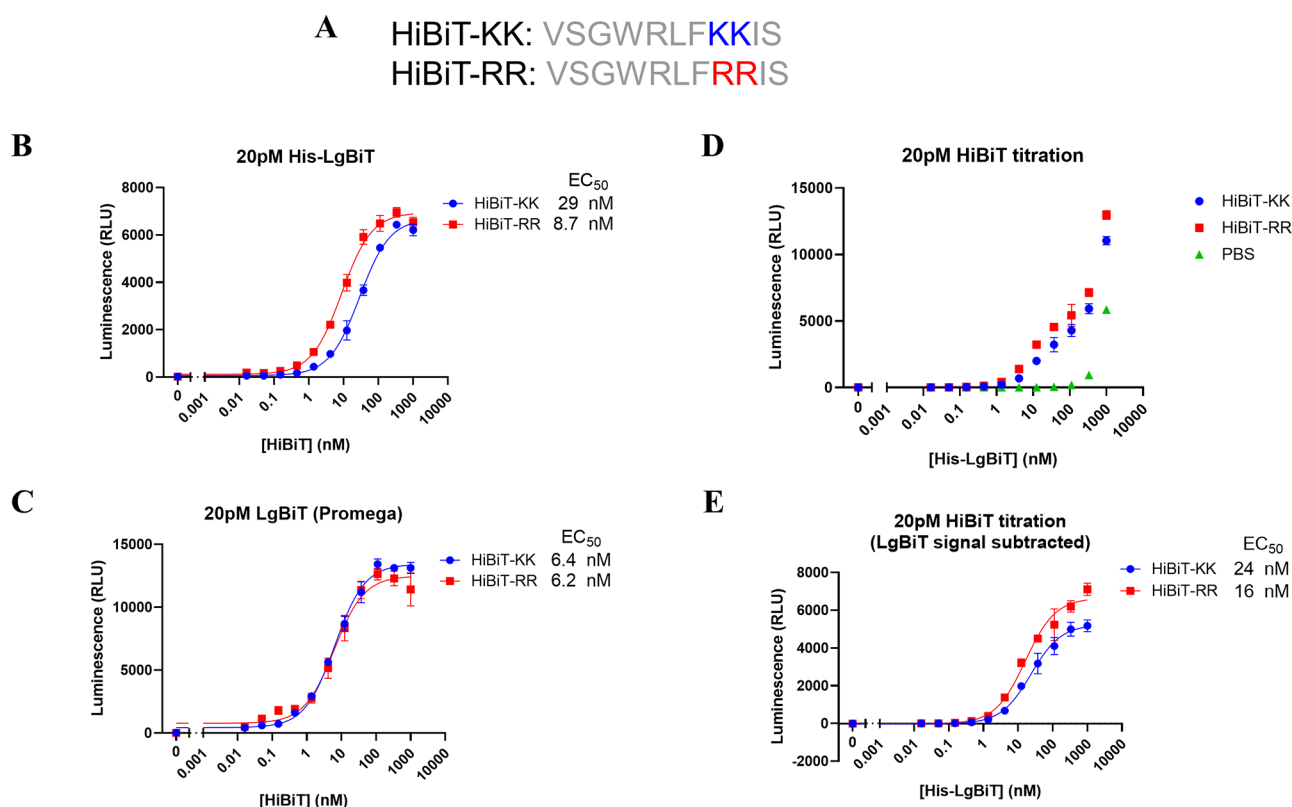 A
HiBiT-KK: VSGWRLFKKIS
HiBiT-RR: VSGWRLFRRIS
B
20pM His-LgBiT
EC50
HiBiT-KK 29 nM
HiBiT-RR 8.7 nM
Luminescence (RLU)
8000
6000
4000
2000
0
0 0.001 0.01 0.1 1 10 100 1000 10000
[HiBiT] (nM)
C
20pM LgBiT (Promega)
EC50
HiBiT-KK 6.4 nM
HiBiT-RR 6.2 nM
Luminescence (RLU)
15000
10000
5000
0
0 0.001 0.01 0.1 1 10 100 1000 10000
[HiBiT] (nM)
D
20pM HiBiT titration
HiBiT-KK
HiBiT-RR
PBS
Luminescence (RLU)
15000
10000
5000
0
0 0.001 0.01 0.1 1 10 100 1000 10000
[His-LgBiT] (nM)
E
20pM HiBiT titration
(LgBiT signal subtracted)
EC50
HiBiT-KK 24 nM
HiBiT-RR 16 nM
Luminescence (RLU)
8000
6000
4000
2000
0
-2000
0 0.001 0.01 0.1 1 10 100 1000 10000
[His-LgBiT] (nM)